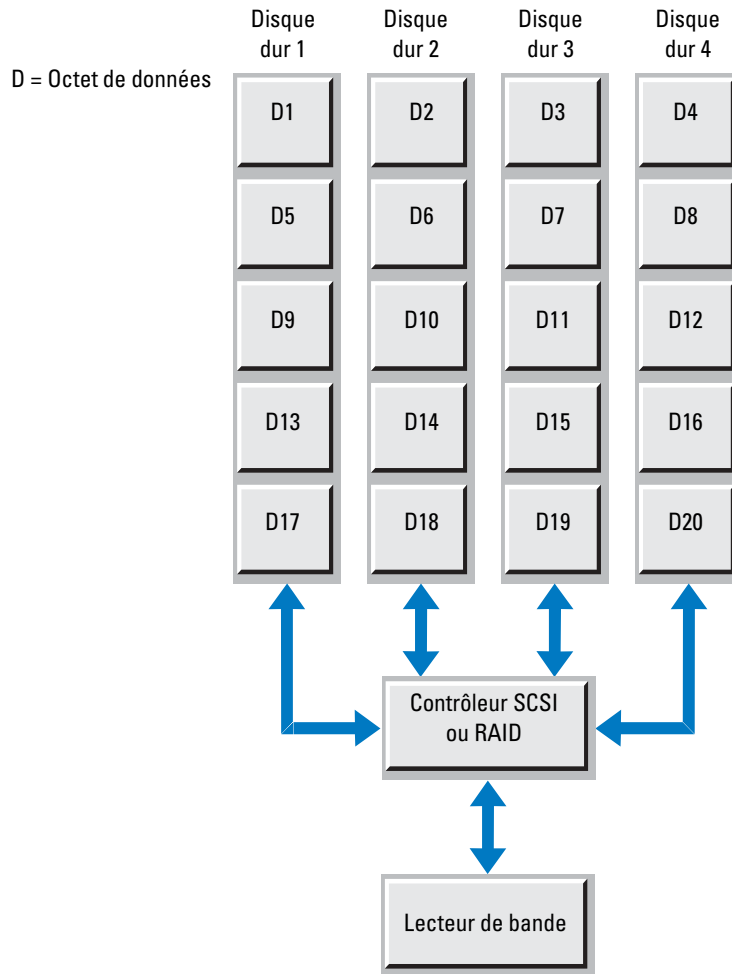 Disque
dur 1
Disque
dur 2
Disque
dur 3
Disque
dur 4
D = Octet de données
D1
D2
D3
D4
D5
D6
D7
D8
D9
D10
D11
D12
D13
D14
D15
D16
D17
D18
D19
D20
Contrôleur SCSI
ou RAID
Lecteur de bande